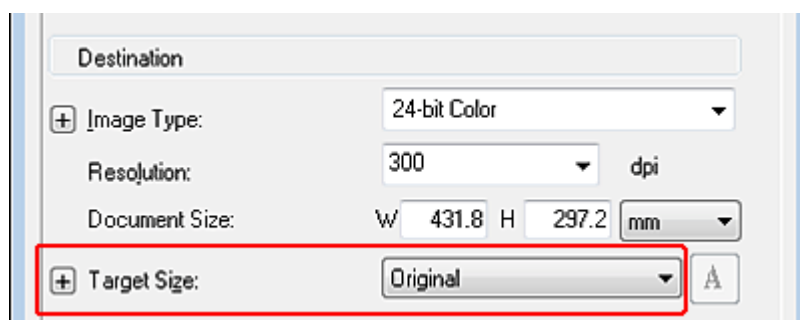 Destination
Image Type: 24-bit Color
Resolution: 300 dpi
Document Size: W 431.8 H 297.2 mm
Target Size: Original A